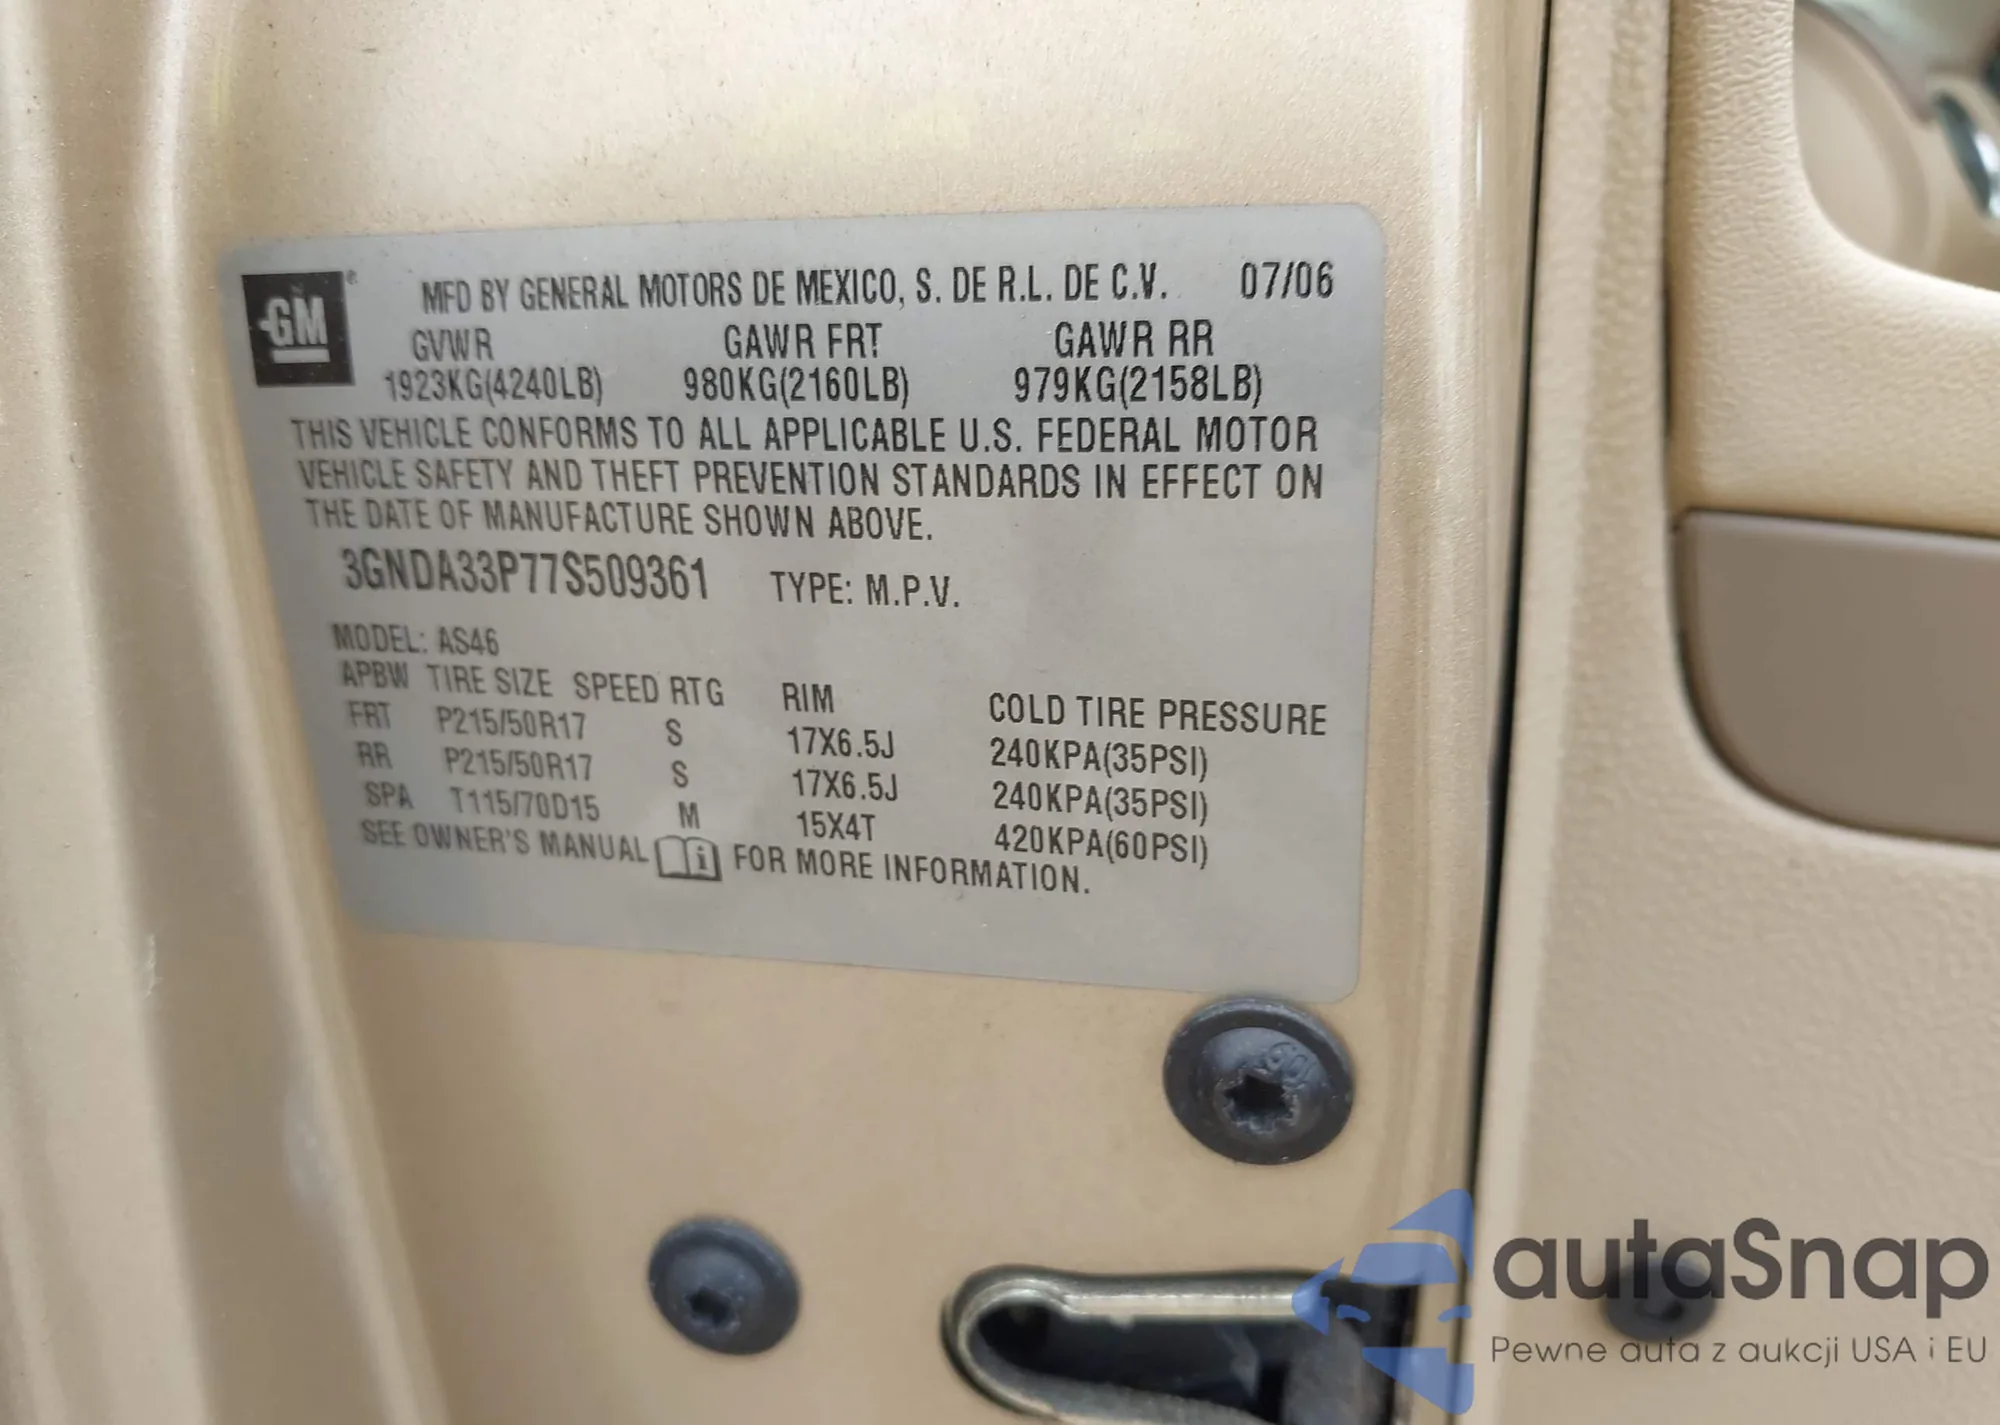 GM
MFD BY GENERAL MOTORS DE MEXICO, S. DE R.L. DE C.V. 07/06
GVWR GAWR FRT GAWR RR
1923KG(4240LB) 980KG(2160LB) 979KG(2158LB)
THIS VEHICLE CONFORMS TO ALL APPLICABLE U.S. FEDERAL MOTOR
VEHICLE SAFETY AND THEFT PREVENTION STANDARDS IN EFFECT ON
THE DATE OF MANUFACTURE SHOWN ABOVE.
3GNDA33P77S509361 TYPE: M.P.V.
MODEL: AS46
APBW TIRE SIZE SPEED RTG RIM COLD TIRE PRESSURE
FRT P215/50R17 S 17X6.5J 240KPA(35PSI)
RR P215/50R17 S 17X6.5J 240KPA(35PSI)
SPA T115/70D15 M 15X4T 420KPA(60PSI)
SEE OWNER'S MANUAL FOR MORE INFORMATION.
autaSnap
Pewne auta z aukcji USA i EU